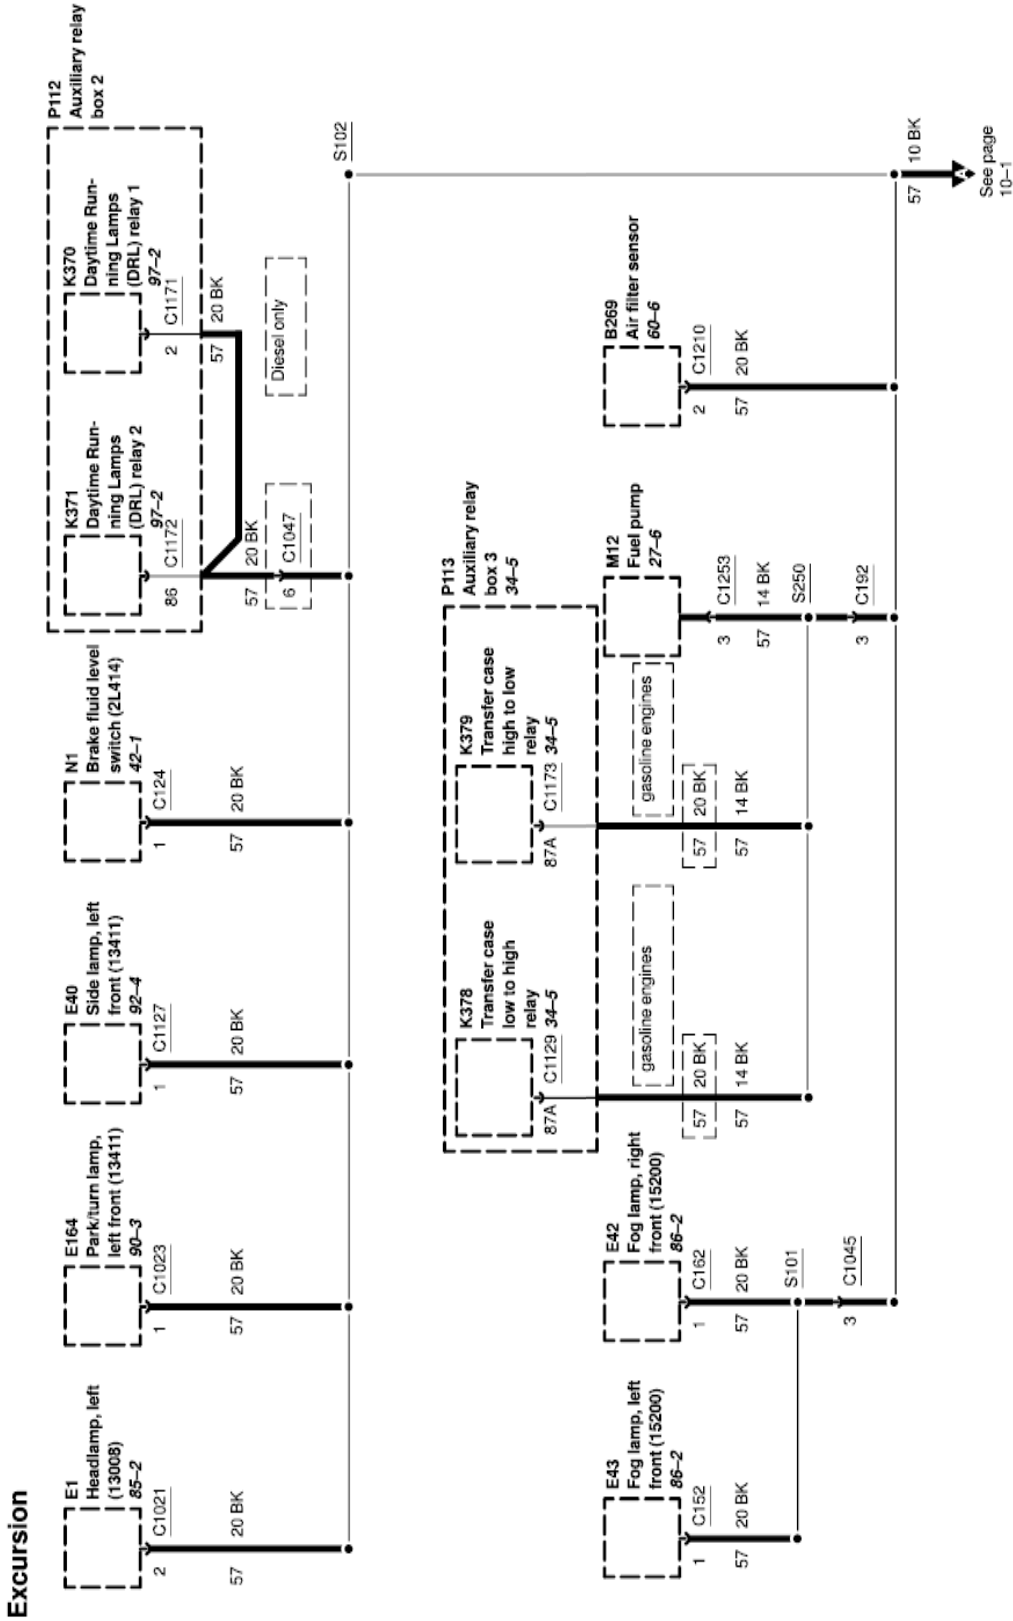 Excursion
E1
Headlamp, left
(13008)
85–2
2
C1021
57
20 BK
E164
Park/turn lamp,
left front (13411)
90–3
1
C1023
57
20 BK
E40
Side lamp, left
front (13411)
92–4
1
C1127
57
20 BK
N1
Brake fluid level
switch (2L414)
42–1
1
C124
57
20 BK
P112
Auxiliary relay
box 2
K371
Daytime Run-
ning Lamps
(DRL) relay 2
97–2
86
C1172
57
20 BK
6
C1047
K370
Daytime Run-
ning Lamps
(DRL) relay 1
97–2
2
C1171
57
20 BK
Diesel only
S102
P113
Auxiliary relay
box 3
34–5
K378
Transfer case
low to high
relay
34–5
87A
C1129
gasoline engines
57
20 BK
57
14 BK
K379
Transfer case
high to low
relay
34–5
87A
C1173
gasoline engines
57
20 BK
57
14 BK
E43
Fog lamp, left
front (15200)
86–2
1
C152
57
20 BK
E42
Fog lamp, right
front (15200)
86–2
1
C162
57
20 BK
S101
3
C1045
M12
Fuel pump
27–6
3
C1253
57
14 BK
S250
3
C192
B269
Air filter sensor
60–6
2
C1210
57
20 BK
57
10 BK
A
See page
10–1